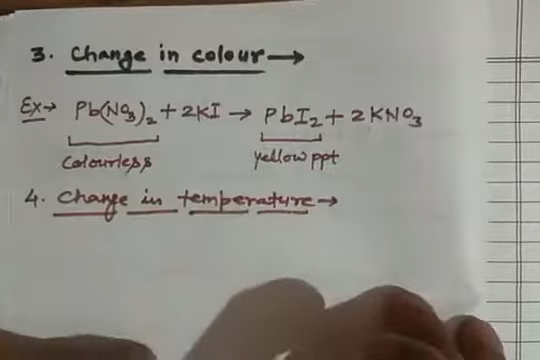 3. Change in colour →
Ex→ Pb(NO3)2 + 2KI → PbI2 + 2KNO3
Colourless yellow ppt
4. Change in temperature →